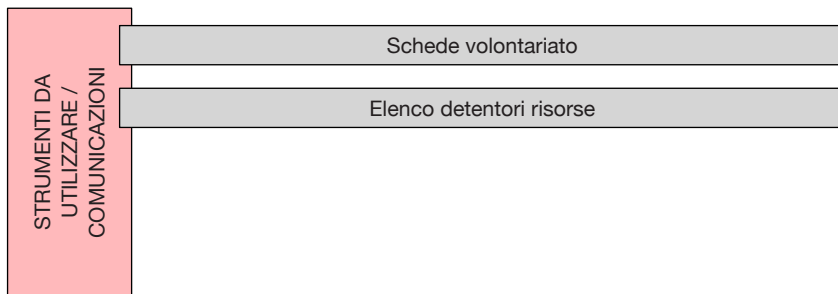 STRUMENTI DA
UTILIZZARE /
COMUNICAZIONI
Schede volontariato
Elenco detentori risorse